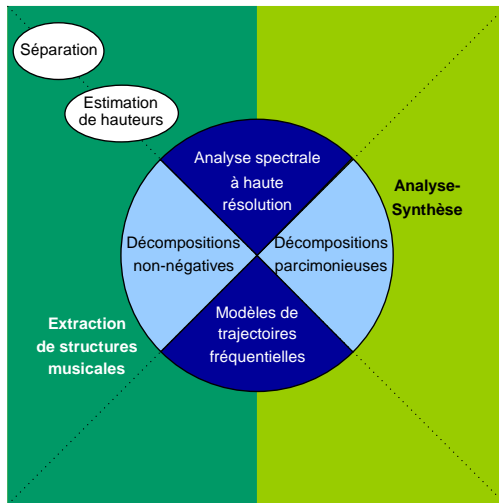 Séparation
Estimation
de hauteurs
Analyse spectrale
à haute
résolution
Analyse-
Synthèse
Décompositions
non-négatives
Décompositions
parcimonieuses
Modèles de
trajectoires
fréquentielles
Extraction
de structures
musicales